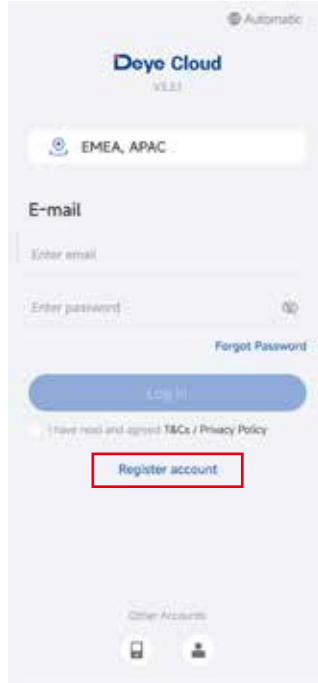 Automatic
Deye Cloud
EMEA, APAC
E-mail
Enter email
Enter password
Forgot Password
Log in
I have read and agreed T&Cs / Privacy Policy
Register account
Other Accounts